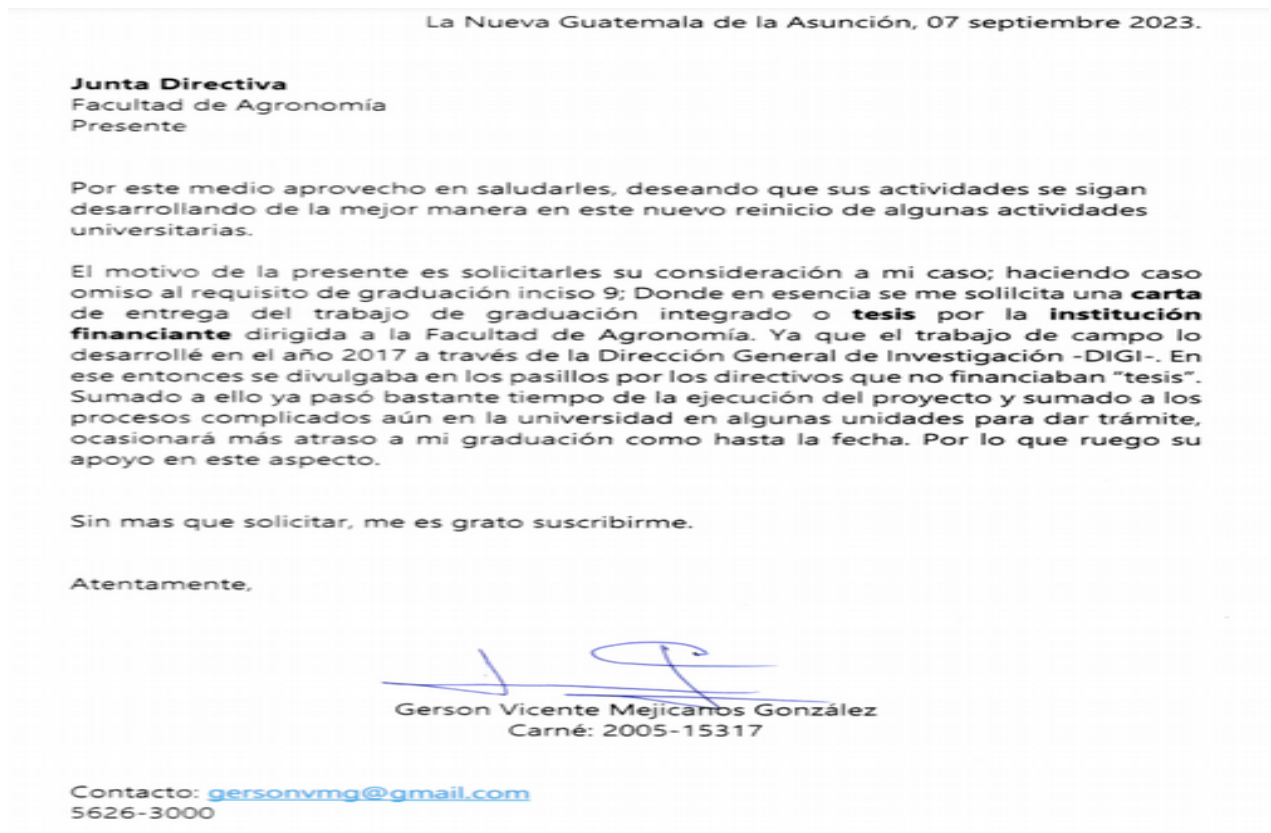 La Nueva Guatemala de la Asunción, 07 septiembre 2023.
Junta Directiva
Facultad de Agronomía
Presente
Por este medio aprovecho en saludarles, deseando que sus actividades se sigan
desarrollando de la mejor manera en este nuevo reinicio de algunas actividades
universitarias.
El motivo de la presente es solicitarles su consideración a mi caso; haciendo caso
omiso al requisito de graduación inciso 9; Donde en esencia se me solilcita una carta
de entrega del trabajo de graduación integrado o tesis por la institución
financiante dirigida a la Facultad de Agronomía. Ya que el trabajo de campo lo
desarrollé en el año 2017 a través de la Dirección General de Investigación -DIGI-. En
ese entonces se divulgaba en los pasillos por los directivos que no financiaban "tesis".
Sumado a ello ya pasó bastante tiempo de la ejecución del proyecto y sumado a los
procesos complicados aún en la universidad en algunas unidades para dar trámite,
ocasionará más atraso a mi graduación como hasta la fecha. Por lo que ruego su
apoyo en este aspecto.
Sin mas que solicitar, me es grato suscribirme.
Atentamente,
Gerson Vicente Mejicanos González
Carné: 2005-15317
Contacto: gersonvmg@gmail.com
5626-3000